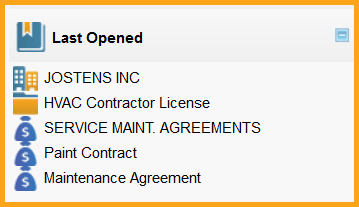 Last Opened
JOSTENS INC
HVAC Contractor License
SERVICE MAINT. AGREEMENTS
$ Paint Contract
$ Maintenance Agreement